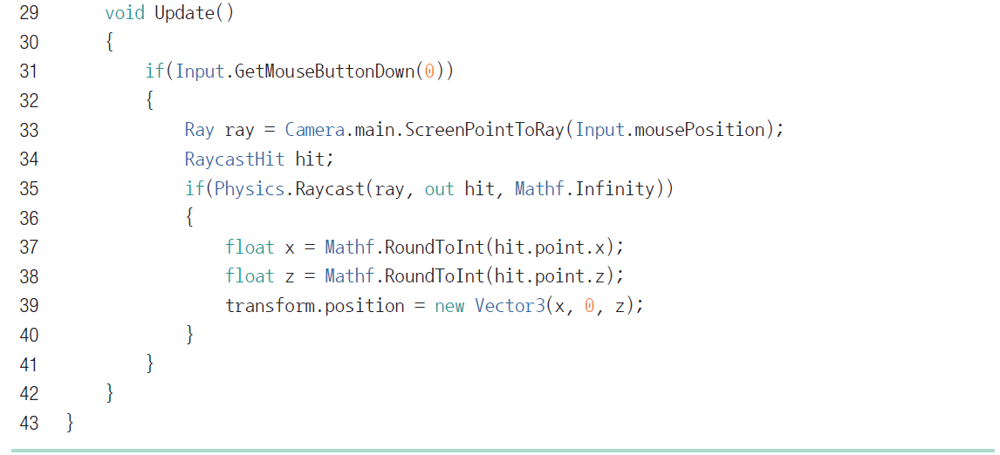 29 void Update()
30 {
31 if(Input.GetMouseButtonDown(0))
32 {
33 Ray ray = Camera.main.ScreenPointToRay(Input.mousePosition);
34 RaycastHit hit;
35 if(Physics.Raycast(ray, out hit, Mathf.Infinity))
36 {
37 float x = Mathf.RoundToInt(hit.point.x);
38 float z = Mathf.RoundToInt(hit.point.z);
39 transform.position = new Vector3(x, 0, z);
40 }
41 }
42 }
43 }